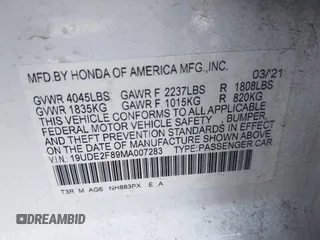 MFD. BY HONDA OF AMERICA MFG., INC. 03/'21
GVWR 4045LBS GAWR F 2237LBS R 1808LBS
GVWR 1835KG GAWR F 1015KG R 820KG
THIS VEHICLE CONFORMS TO ALL APPLICABLE
FEDERAL MOTOR VEHICLE SAFETY, BUMPER,
AND THEFT PREVENTION STANDARDS IN EFFECT
ON THE DATE OF MANUFACTURE SHOWN ABOVE.
VIN: 19UDE2F89MA007283 TYPE:PASSENGER CAR
T3R M AG6 NH883PX E A
DREAMBID